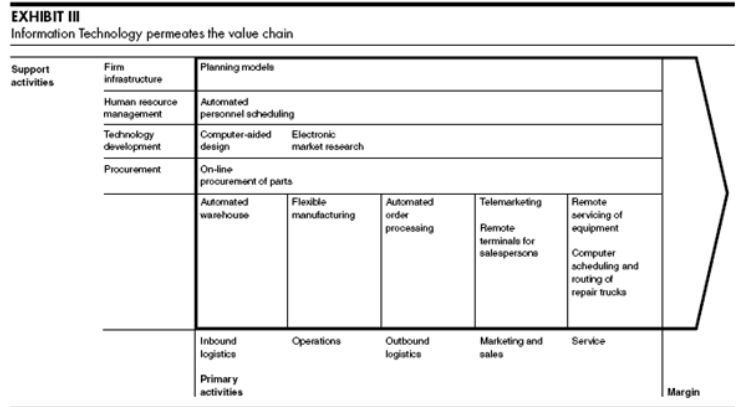 EXHIBIT III
Information Technology permeates the value chain
Support
activities
Firm
infrastructure
Planning models
Human resource
management
Automated
personnel scheduling
Technology
development
Computer-aided
design
Electronic
market research
Procurement
On-line
procurement of parts
Automated
warehouse
Flexible
manufacturing
Automated
order
processing
Telemarketing
Remote
terminals for
salespersons
Remote
servicing of
equipment
Computer
scheduling and
routing of
repair trucks
Inbound
logistics
Operations
Outbound
logistics
Marketing and
sales
Service
Primary
activities
Margin